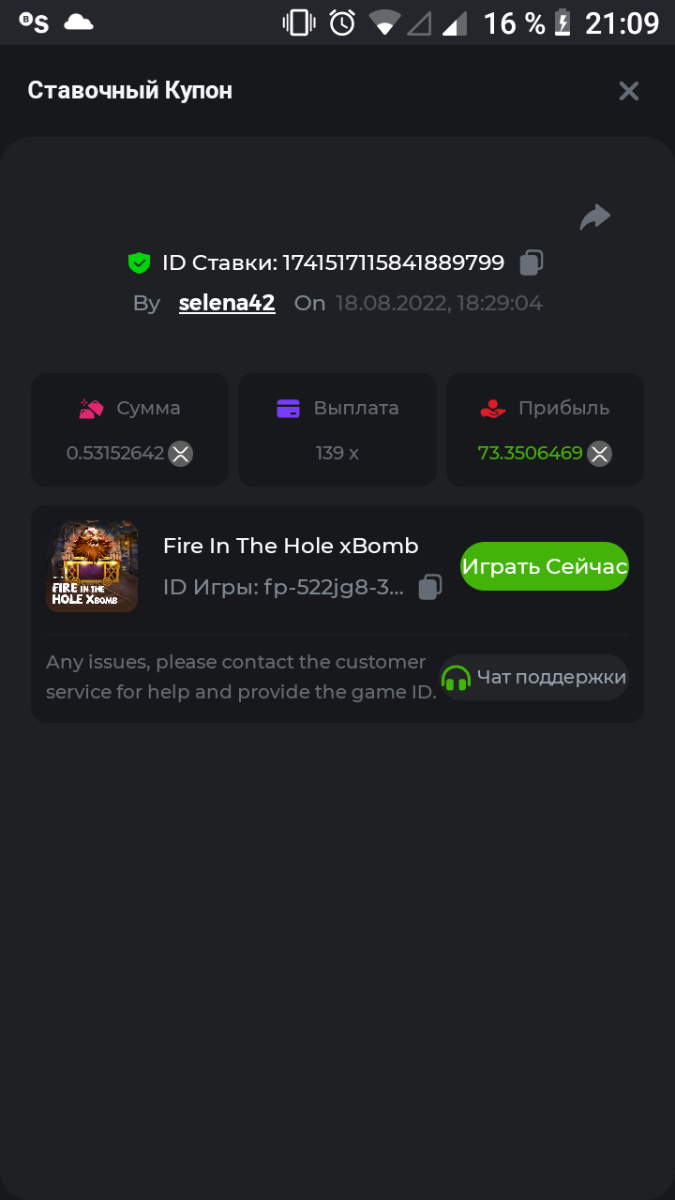 BS 16 % 21:09
Ставочный Купон
ID Ставки: 1741517115841889799
By selena42 On 18.08.2022, 18:29:04
Сумма Выплата Прибыль
0.53152642 139 x 73.3506469
Fire In The Hole xBomb
Играть Сейчас
ID Игры: fp-522jg8-3...
FIRE IN THE
HOLE XBOMB
Any issues, please contact the customer
service for help and provide the game ID.
Чат поддержки